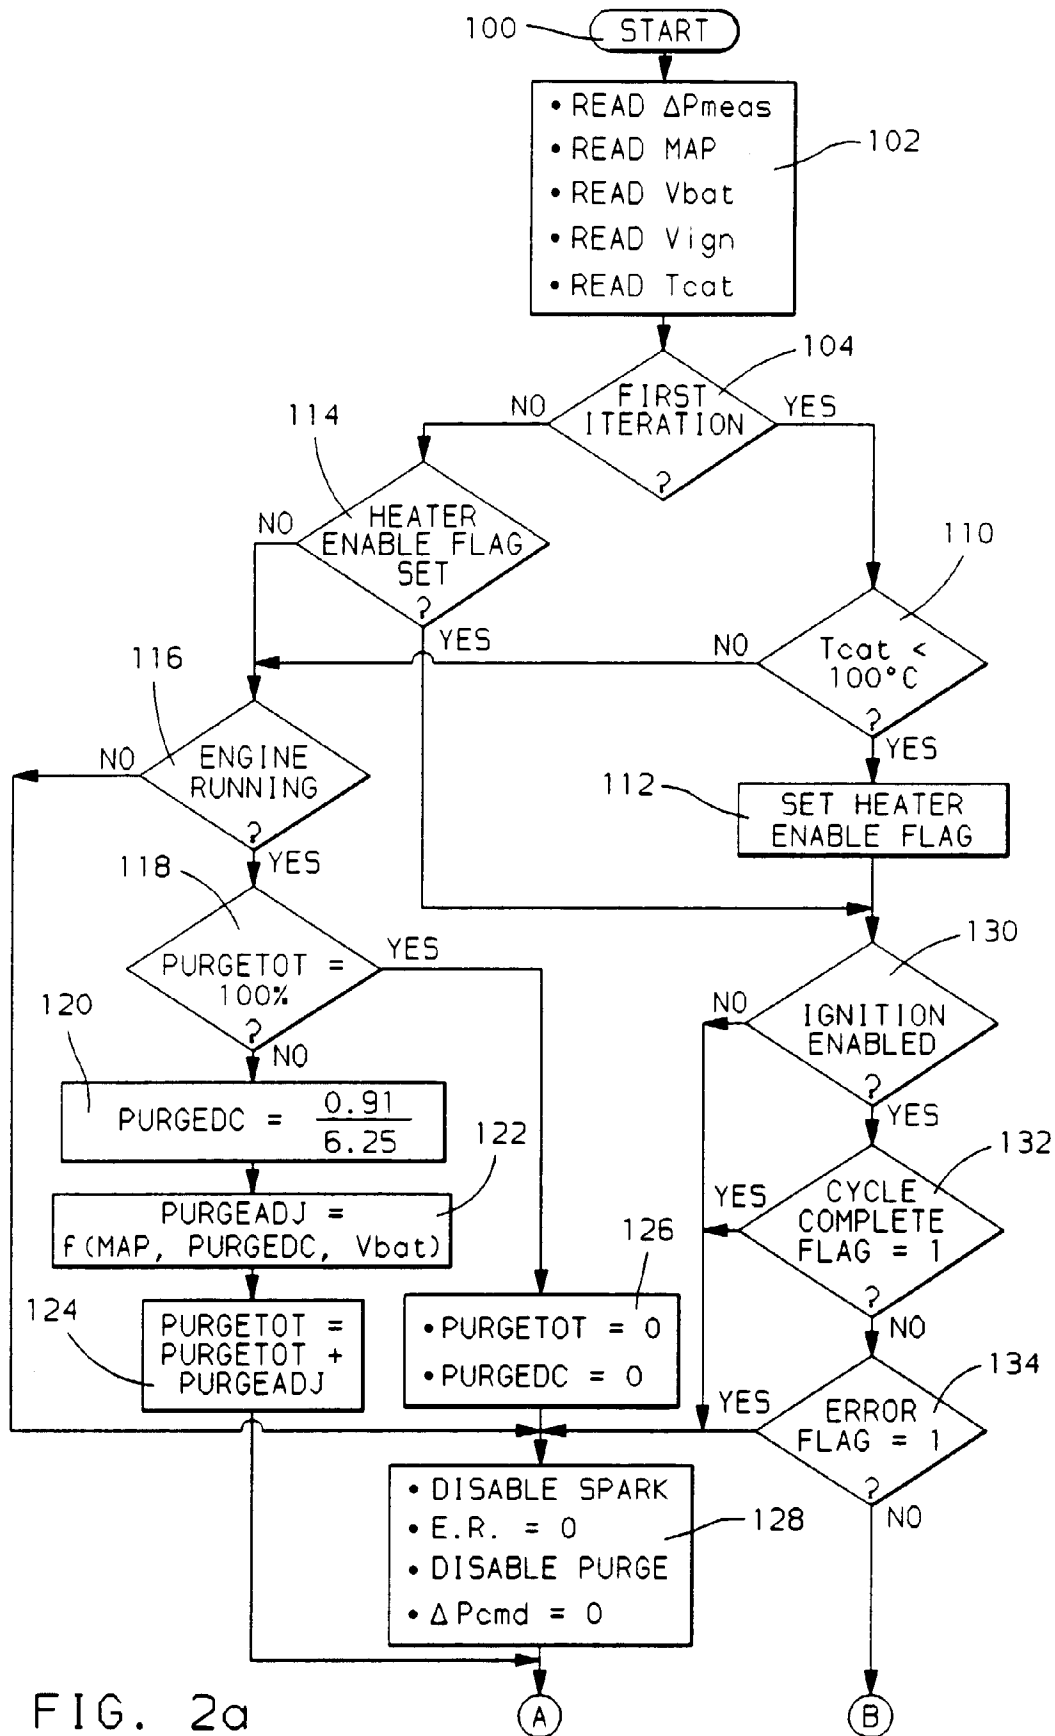 100
START
• READ ΔPmeas
• READ MAP
• READ Vbat
• READ Vign
• READ Tcat
102
104
FIRST
ITERATION
?
NO
YES
114
HEATER
ENABLE FLAG
SET
?
NO
YES
110
Tcat <
100°C
?
NO
YES
112
SET HEATER
ENABLE FLAG
116
ENGINE
RUNNING
?
NO
YES
118
PURGETOT =
100%
?
YES
NO
120
PURGEDC = 0.91
6.25
122
PURGEADJ =
f(MAP, PURGEDC, Vbat)
124
PURGETOT =
PURGETOT +
PURGEADJ
126
• PURGETOT = 0
• PURGEDC = 0
130
IGNITION
ENABLED
?
NO
YES
132
CYCLE
COMPLETE
FLAG = 1
?
YES
NO
134
ERROR
FLAG = 1
?
YES
NO
• DISABLE SPARK
• E.R. = 0
• DISABLE PURGE
• ΔPcmd = 0
128
A
B
FIG. 2a